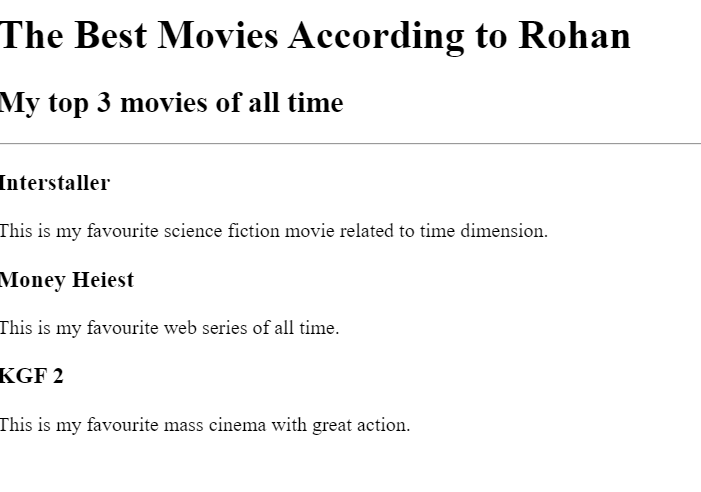 The Best Movies According to Rohan
My top 3 movies of all time
Interstaller
This is my favourite science fiction movie related to time dimension.
Money Heiest
This is my favourite web series of all time.
KGF 2
This is my favourite mass cinema with great action.